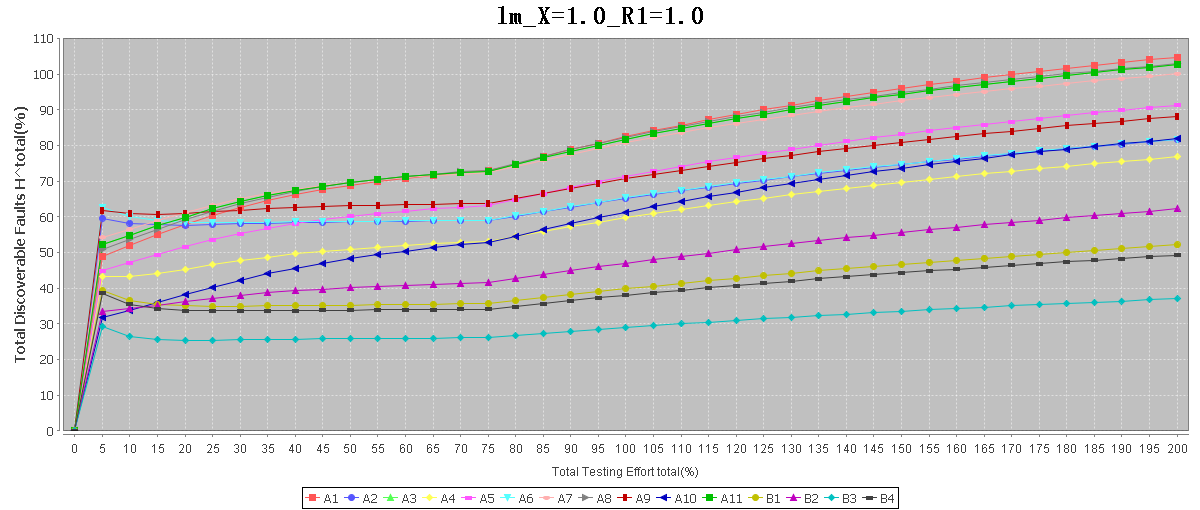 lm_X=1.0_R1=1.0
Total Discoverable Faults H^total(%)
110
100
90
80
70
60
50
40
30
20
10
0
0 5 10 15 20 25 30 35 40 45 50 55 60 65 70 75 80 85 90 95 100 105 110 115 120 125 130 135 140 145 150 155 160 165 170 175 180 185 190 195 200
Total Testing Effort total(%)
A1 A2 A3 A4 A5 A6 A7 A8 A9 A10 A11 B1 B2 B3 B4